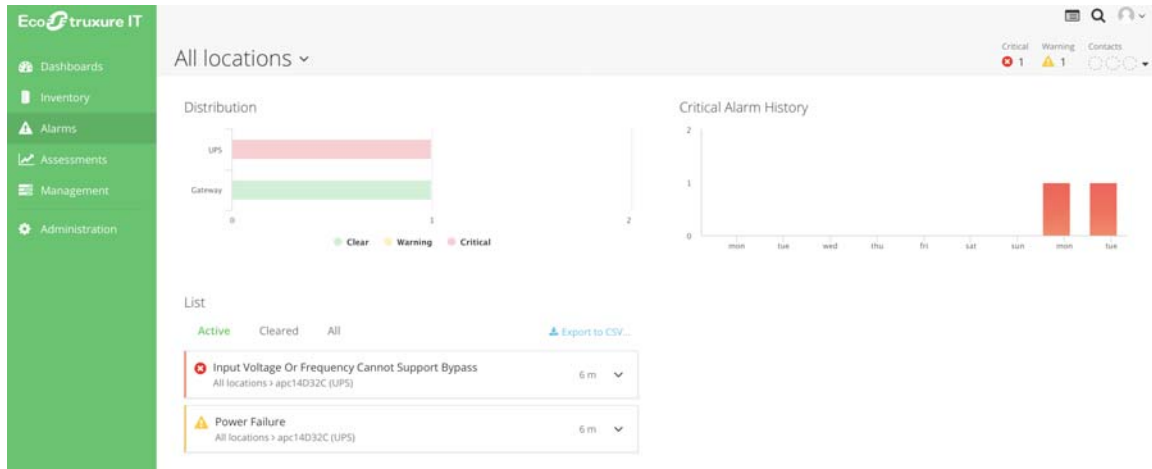 EcoStruxure IT
Dashboards
Inventory
Alarms
Assessments
Management
Administration
All locations
Critical Warning Contacts
1 1
Distribution
UPS
Gateway
0 1 2
Clear Warning Critical
Critical Alarm History
2
1
0
mon tue wed thu fri sat sun mon tue
List
Active Cleared All Export to CSV...
Input Voltage Or Frequency Cannot Support Bypass
All locations › apc14D32C (UPS)
6 m
Power Failure
All locations › apc14D32C (UPS)
6 m